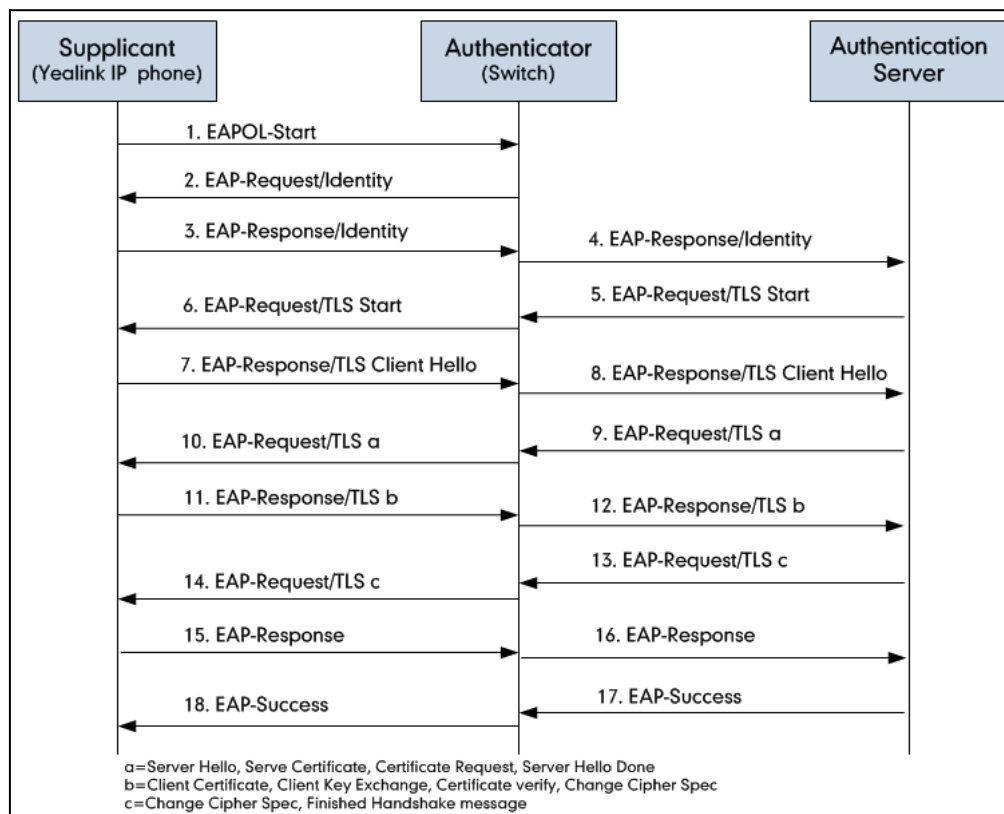 Supplicant
(Yealink IP phone)
Authenticator
(Switch)
Authentication
Server
1. EAPOL-Start
2. EAP-Request/Identity
3. EAP-Response/Identity
4. EAP-Response/Identity
5. EAP-Request/TLS Start
6. EAP-Request/TLS Start
7. EAP-Response/TLS Client Hello
8. EAP-Response/TLS Client Hello
9. EAP-Request/TLS a
10. EAP-Request/TLS a
11. EAP-Response/TLS b
12. EAP-Response/TLS b
13. EAP-Request/TLS c
14. EAP-Request/TLS c
15. EAP-Response
16. EAP-Response
17. EAP-Success
18. EAP-Success
a=Server Hello, Serve Certificate, Certificate Request, Server Hello Done
b=Client Certificate, Client Key Exchange, Certificate verify, Change Cipher Spec
c=Change Cipher Spec, Finished Handshake message